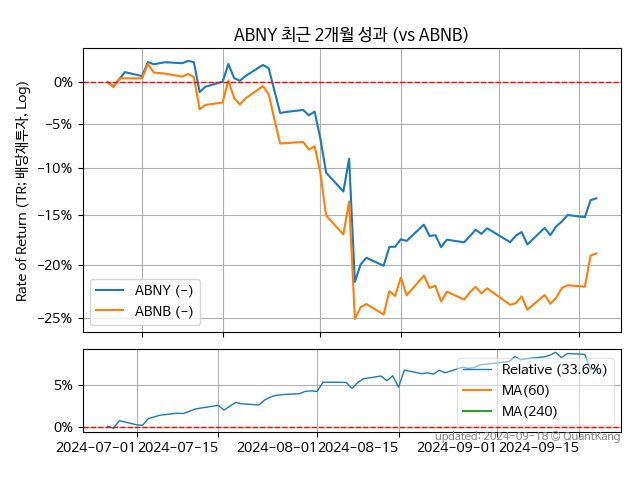 ABNY 최근 2개월 성과 (vs ABNB)
Rate of Return (TR; 배당재투자, Log)
0%
−5%
−10%
−15%
−20%
−25%
ABNY (-)
ABNB (-)
5%
0%
Relative (33.6%)
MA(60)
MA(240)
2024-07-01
2024-07-15
2024-08-01
2024-08-15
2024-09-01
2024-09-15
updated: 2024-09-18 © QuantKang